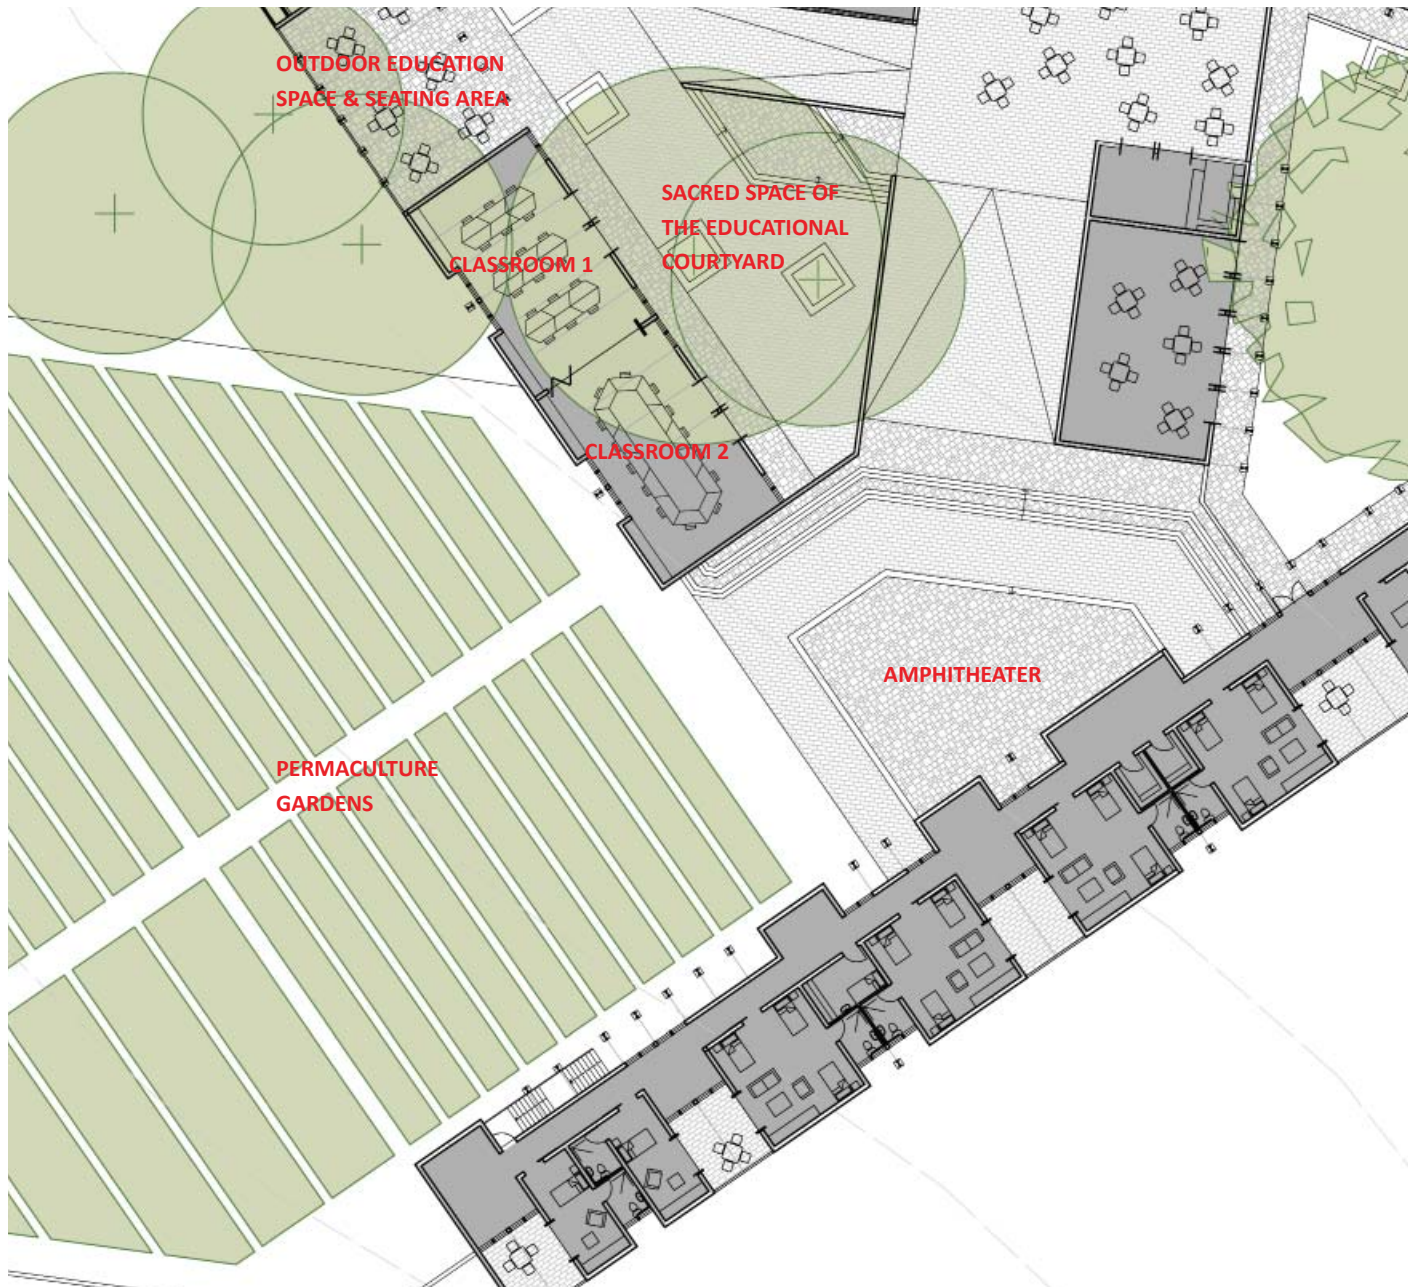 OUTDOOR EDUCATION
SPACE & SEATING AREA
SACRED SPACE OF
THE EDUCATIONAL
COURTYARD
CLASSROOM 1
CLASSROOM 2
AMPHITHEATER
PERMACULTURE
GARDENS